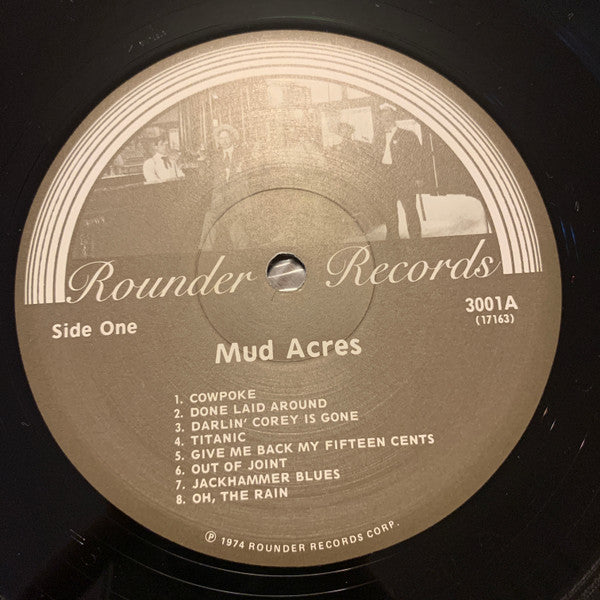 Rounder Records
Side One
3001A
(17163)
Mud Acres
1. COWPOKE
2. DONE LAID AROUND
3. DARLIN' COREY IS GONE
4. TITANIC
5. GIVE ME BACK MY FIFTEEN CENTS
6. OUT OF JOINT
7. JACKHAMMER BLUES
8. OH, THE RAIN
Ⓟ 1974 ROUNDER RECORDS CORP.